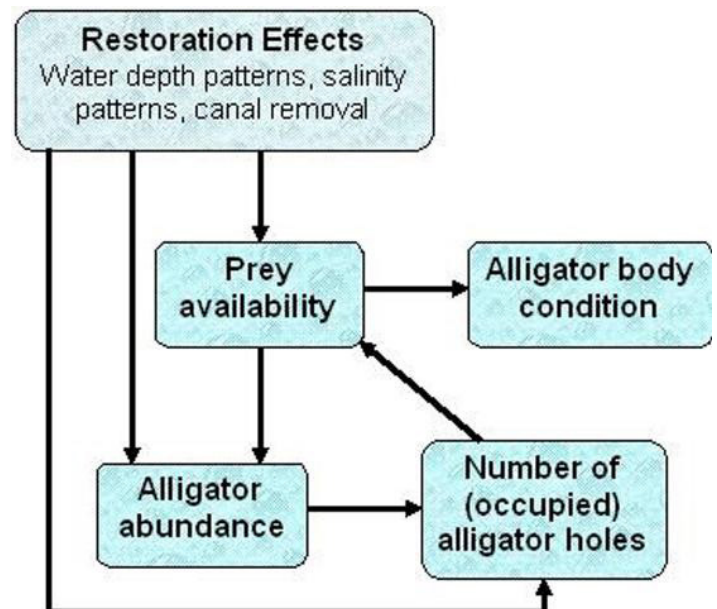 Restoration Effects
Water depth patterns, salinity
patterns, canal removal
Prey
availability
Alligator body
condition
Alligator
abundance
Number of
(occupied)
alligator holes